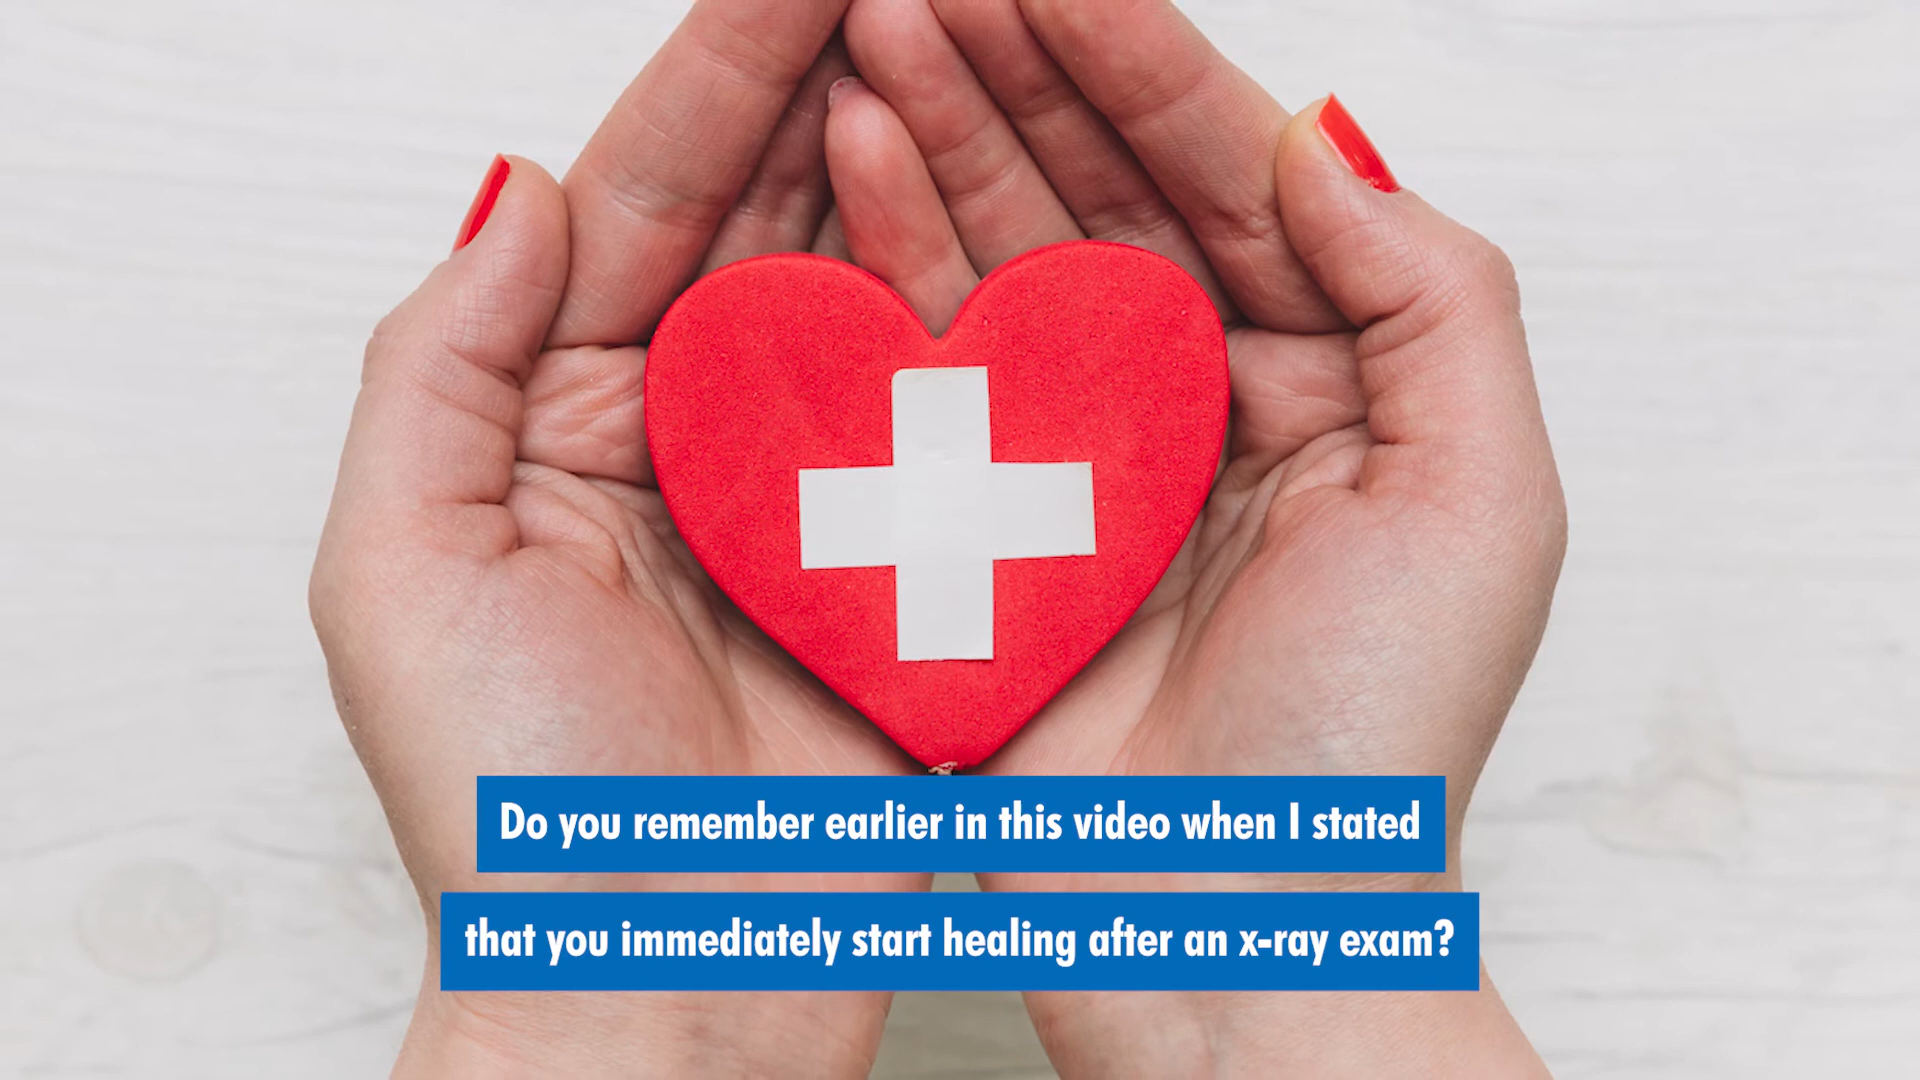 Do you remember earlier in this video when I stated
that you immediately start healing after an x-ray exam?